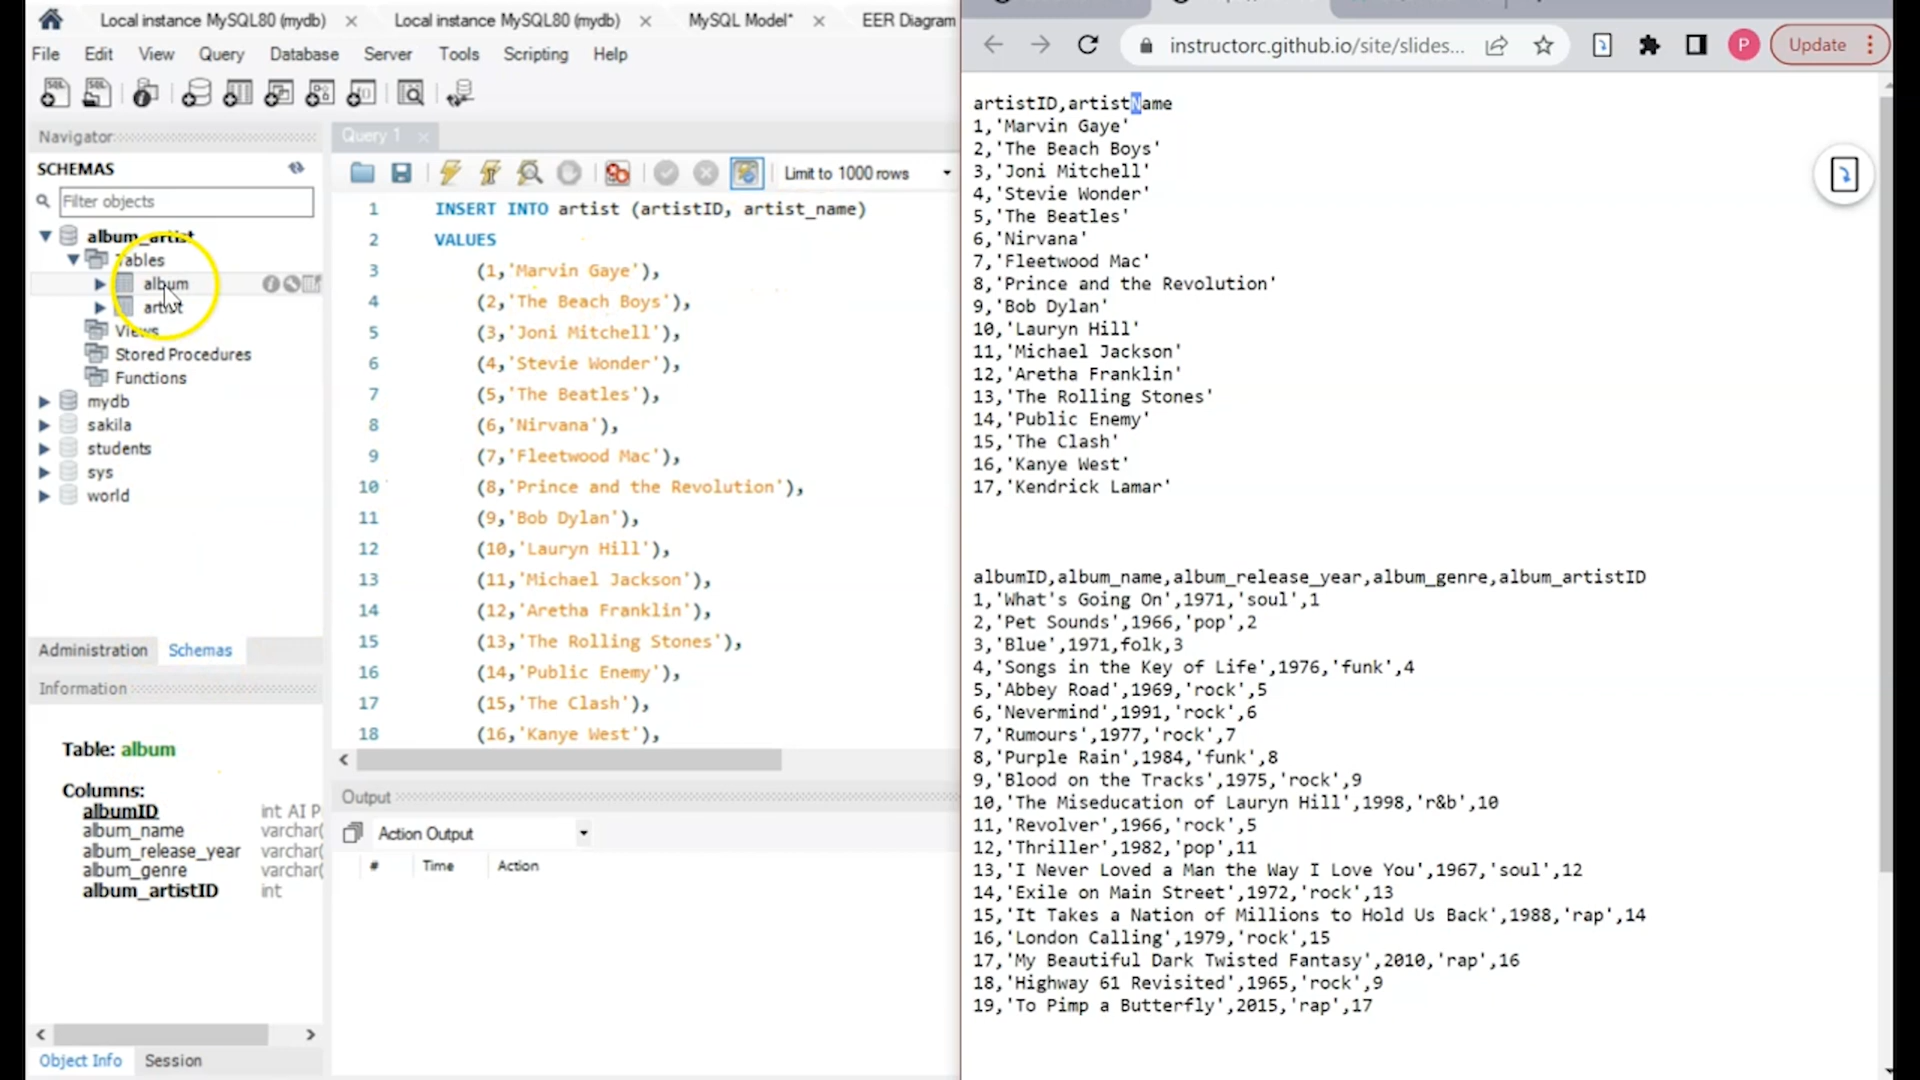 Local instance MySQL80 (mydb)
Local instance MySQL80 (mydb)
MySQL Model*
EER Diagram
File Edit View Query Database Server Tools Scripting Help
Navigator
SCHEMAS
Filter objects
album_artist
Tables
album
artist
Views
Stored Procedures
Functions
mydb
sakila
students
sys
world
Administration Schemas
Information
Table: album
Columns:
albumID int AI P
album_name varchar(
album_release_year varchar(
album_genre varchar(
album_artistID int
Object Info Session
Query 1
Limit to 1000 rows
1 INSERT INTO artist (artistID, artist_name)
2 VALUES
3 (1,'Marvin Gaye'),
4 (2,'The Beach Boys'),
5 (3,'Joni Mitchell'),
6 (4,'Stevie Wonder'),
7 (5,'The Beatles'),
8 (6,'Nirvana'),
9 (7,'Fleetwood Mac'),
10 (8,'Prince and the Revolution'),
11 (9,'Bob Dylan'),
12 (10,'Lauryn Hill'),
13 (11,'Michael Jackson'),
14 (12,'Aretha Franklin'),
15 (13,'The Rolling Stones'),
16 (14,'Public Enemy'),
17 (15,'The Clash'),
18 (16,'Kanye West'),
Output
Action Output
# Time Action
instructorc.github.io/site/slides...
P
Update
artistID,artistName
1,'Marvin Gaye'
2,'The Beach Boys'
3,'Joni Mitchell'
4,'Stevie Wonder'
5,'The Beatles'
6,'Nirvana'
7,'Fleetwood Mac'
8,'Prince and the Revolution'
9,'Bob Dylan'
10,'Lauryn Hill'
11,'Michael Jackson'
12,'Aretha Franklin'
13,'The Rolling Stones'
14,'Public Enemy'
15,'The Clash'
16,'Kanye West'
17,'Kendrick Lamar'
albumID,album_name,album_release_year,album_genre,album_artistID
1,'What's Going On',1971,'soul',1
2,'Pet Sounds',1966,'pop',2
3,'Blue',1971,folk,3
4,'Songs in the Key of Life',1976,'funk',4
5,'Abbey Road',1969,'rock',5
6,'Nevermind',1991,'rock',6
7,'Rumours',1977,'rock',7
8,'Purple Rain',1984,'funk',8
9,'Blood on the Tracks',1975,'rock',9
10,'The Miseducation of Lauryn Hill',1998,'r&b',10
11,'Revolver',1966,'rock',5
12,'Thriller',1982,'pop',11
13,'I Never Loved a Man the Way I Love You',1967,'soul',12
14,'Exile on Main Street',1972,'rock',13
15,'It Takes a Nation of Millions to Hold Us Back',1988,'rap',14
16,'London Calling',1979,'rock',15
17,'My Beautiful Dark Twisted Fantasy',2010,'rap',16
18,'Highway 61 Revisited',1965,'rock',9
19,'To Pimp a Butterfly',2015,'rap',17